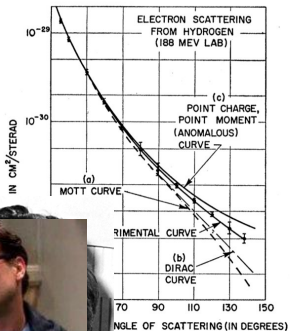 ELECTRON SCATTERING
FROM HYDROGEN
(188 MEV LAB)
10⁻²⁹
(c)
POINT CHARGE,
POINT MOMENT
(ANOMALOUS)
CURVE
10⁻³⁰
IN CM²/STERAD
(a)
MOTT CURVE
RIMENTAL CURVE
(b)
DIRAC
CURVE
70 90 110 130 150
NGLE OF SCATTERING (IN DEGREES)